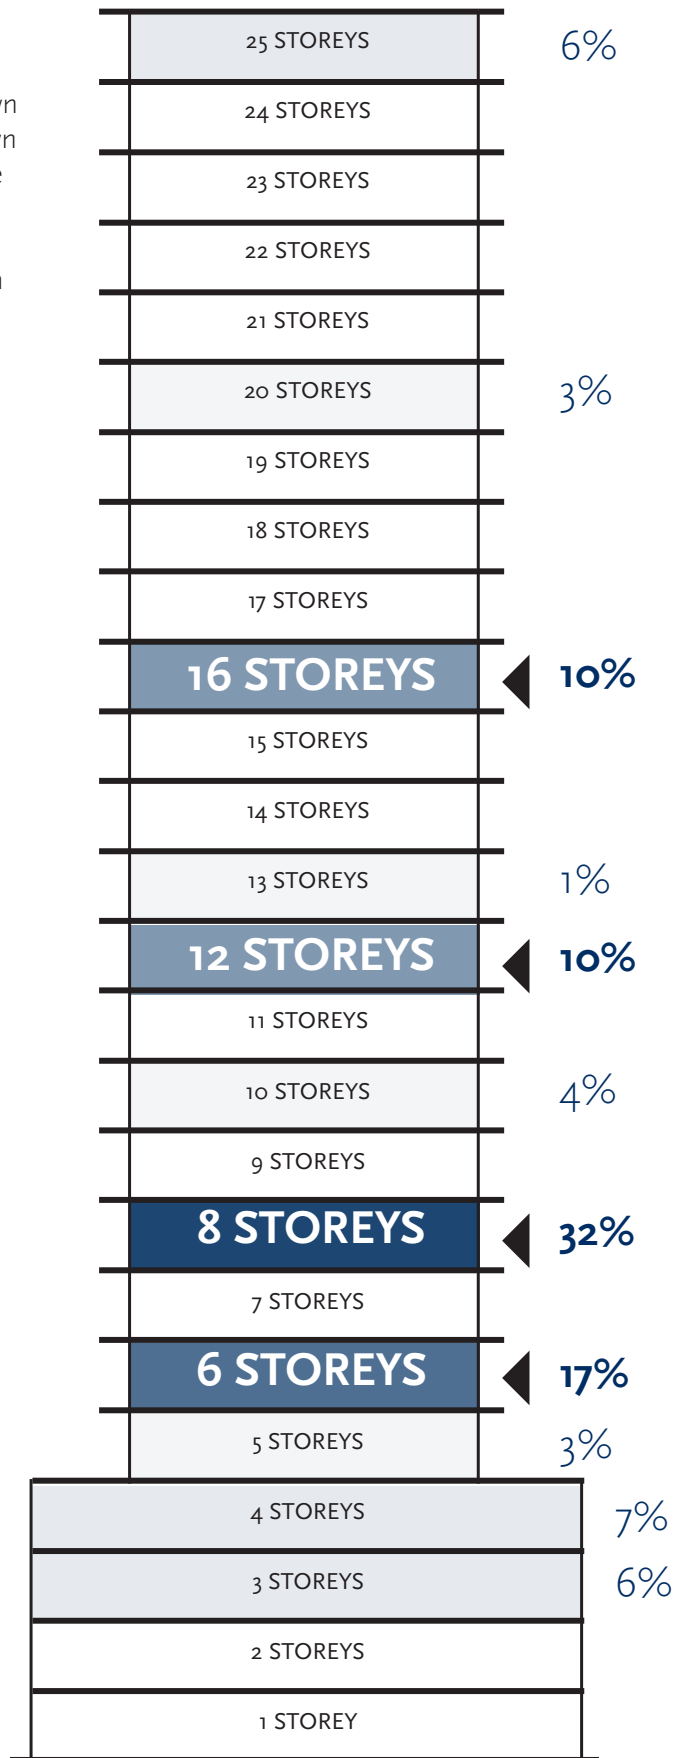 25 STOREYS 6%
24 STOREYS
23 STOREYS
22 STOREYS
21 STOREYS
20 STOREYS 3%
19 STOREYS
18 STOREYS
17 STOREYS
16 STOREYS 10%
15 STOREYS
14 STOREYS
13 STOREYS 1%
12 STOREYS 10%
11 STOREYS
10 STOREYS 4%
9 STOREYS
8 STOREYS 32%
7 STOREYS
6 STOREYS 17%
5 STOREYS 3%
4 STOREYS 7%
3 STOREYS 6%
2 STOREYS
1 STOREY